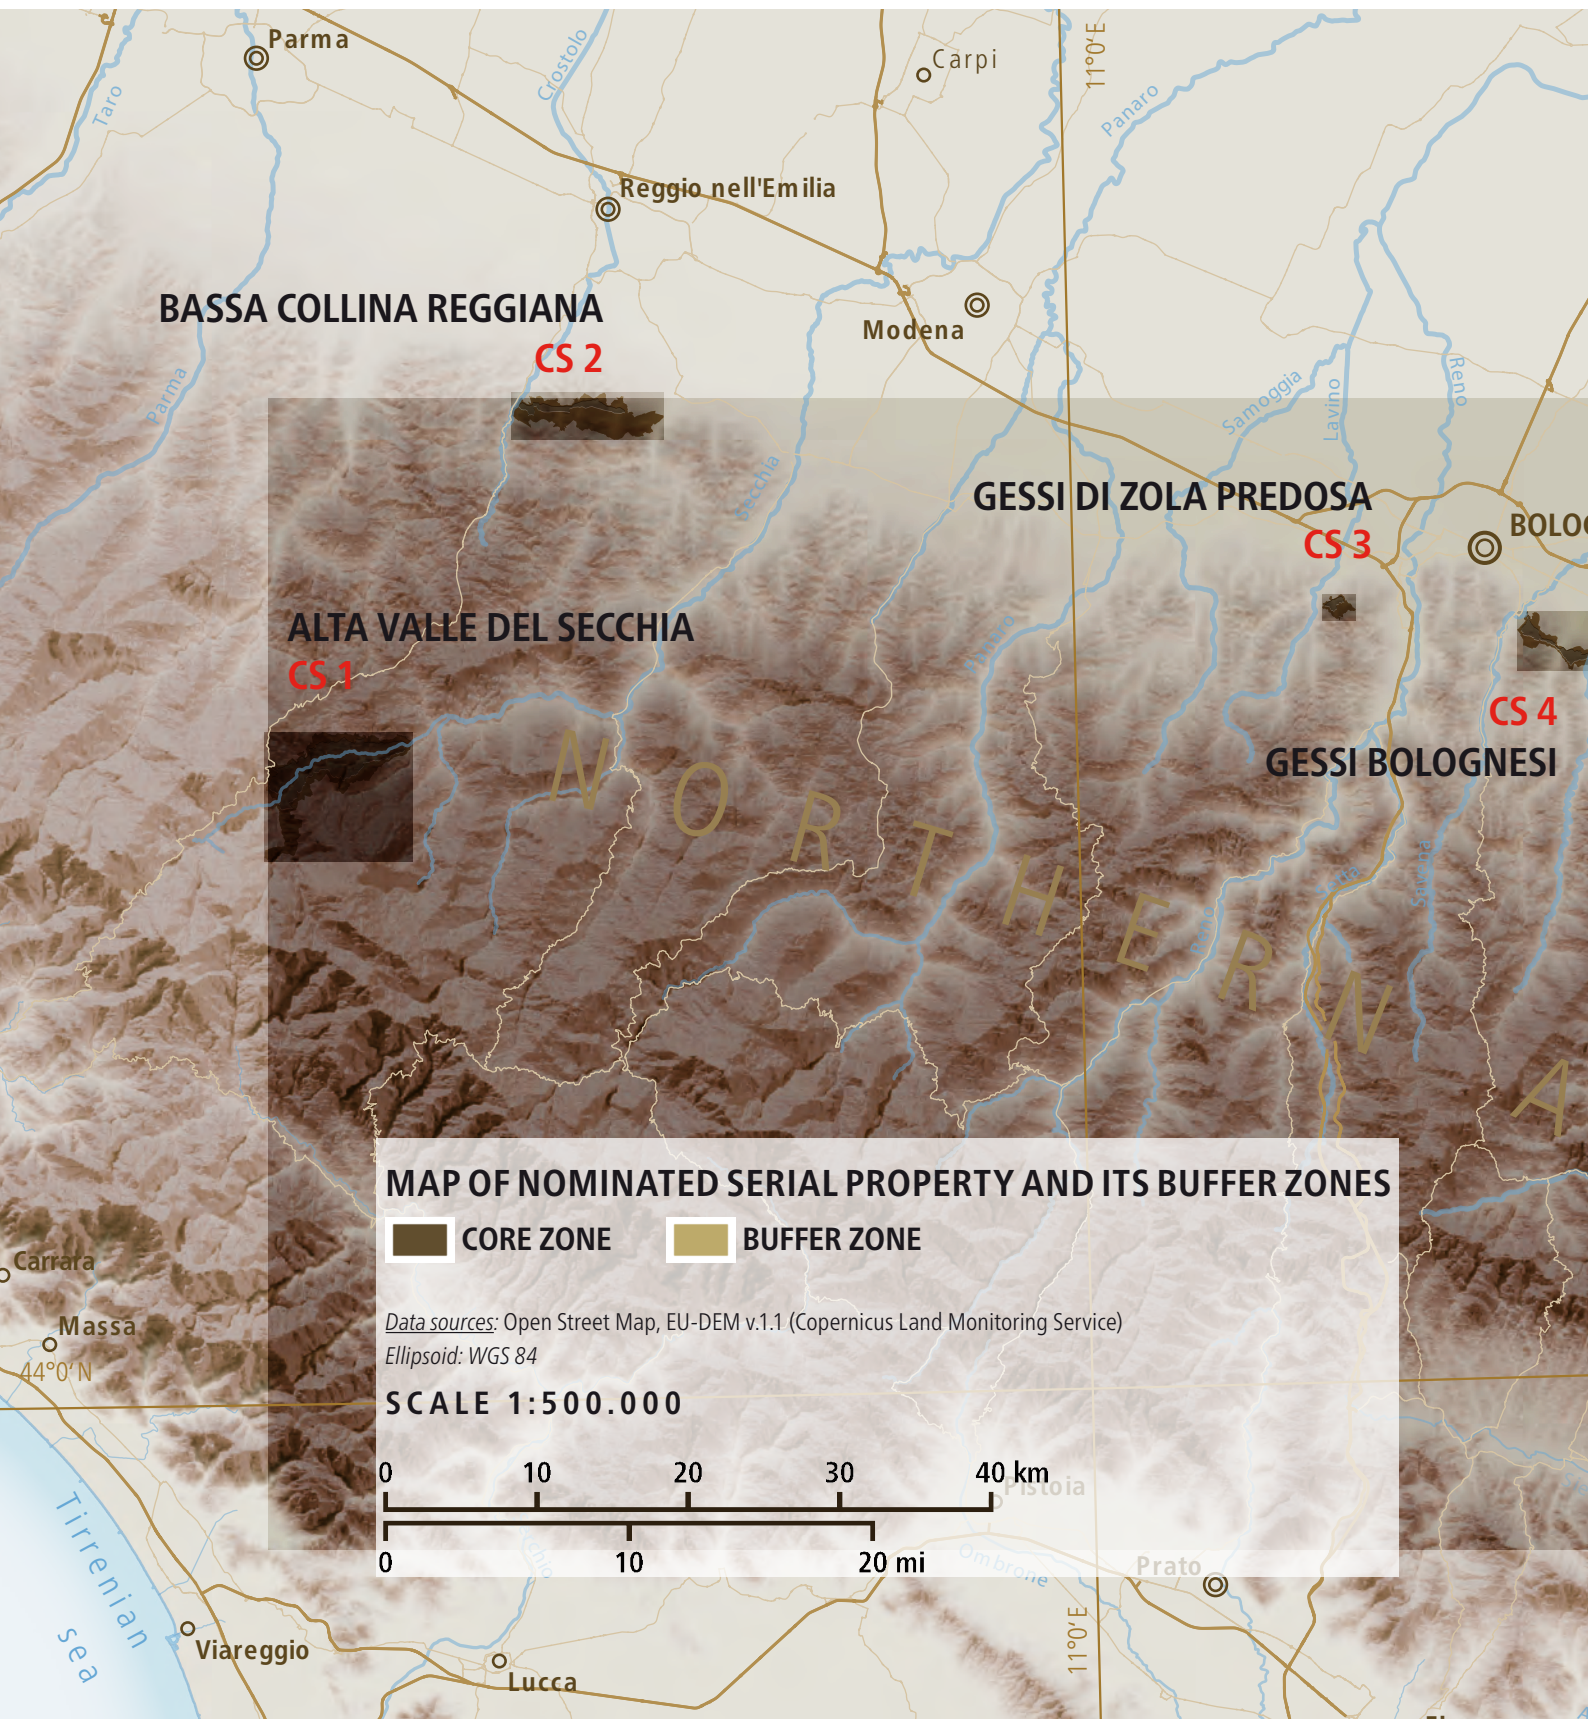 Parma
Crostolo
Carpi
11°0'E
Taro
Panaro
Reggio nell'Emilia
BASSA COLLINA REGGIANA
CS 2
Modena
Parma
Samoggia
Lavino
Reno
Secchia
GESSI DI ZOLA PREDOSA
CS 3
ALTA VALLE DEL SECCHIA
CS 1
Panaro
CS 4
GESSI BOLOGNESI
N O R T H E R N A
Setta
Savena
Reno
MAP OF NOMINATED SERIAL PROPERTY AND ITS BUFFER ZONES
CORE ZONE
BUFFER ZONE
Carrara
Massa
44°0'N
Data sources: Open Street Map, EU-DEM v.1.1 (Copernicus Land Monitoring Service)
Ellipsoid: WGS 84
SCALE 1:500.000
0 10 20 30 40 km
Pistoia
0 10 20 mi
Ombrone
Prato
Tirrenian
sea
11°0'E
Viareggio
Lucca